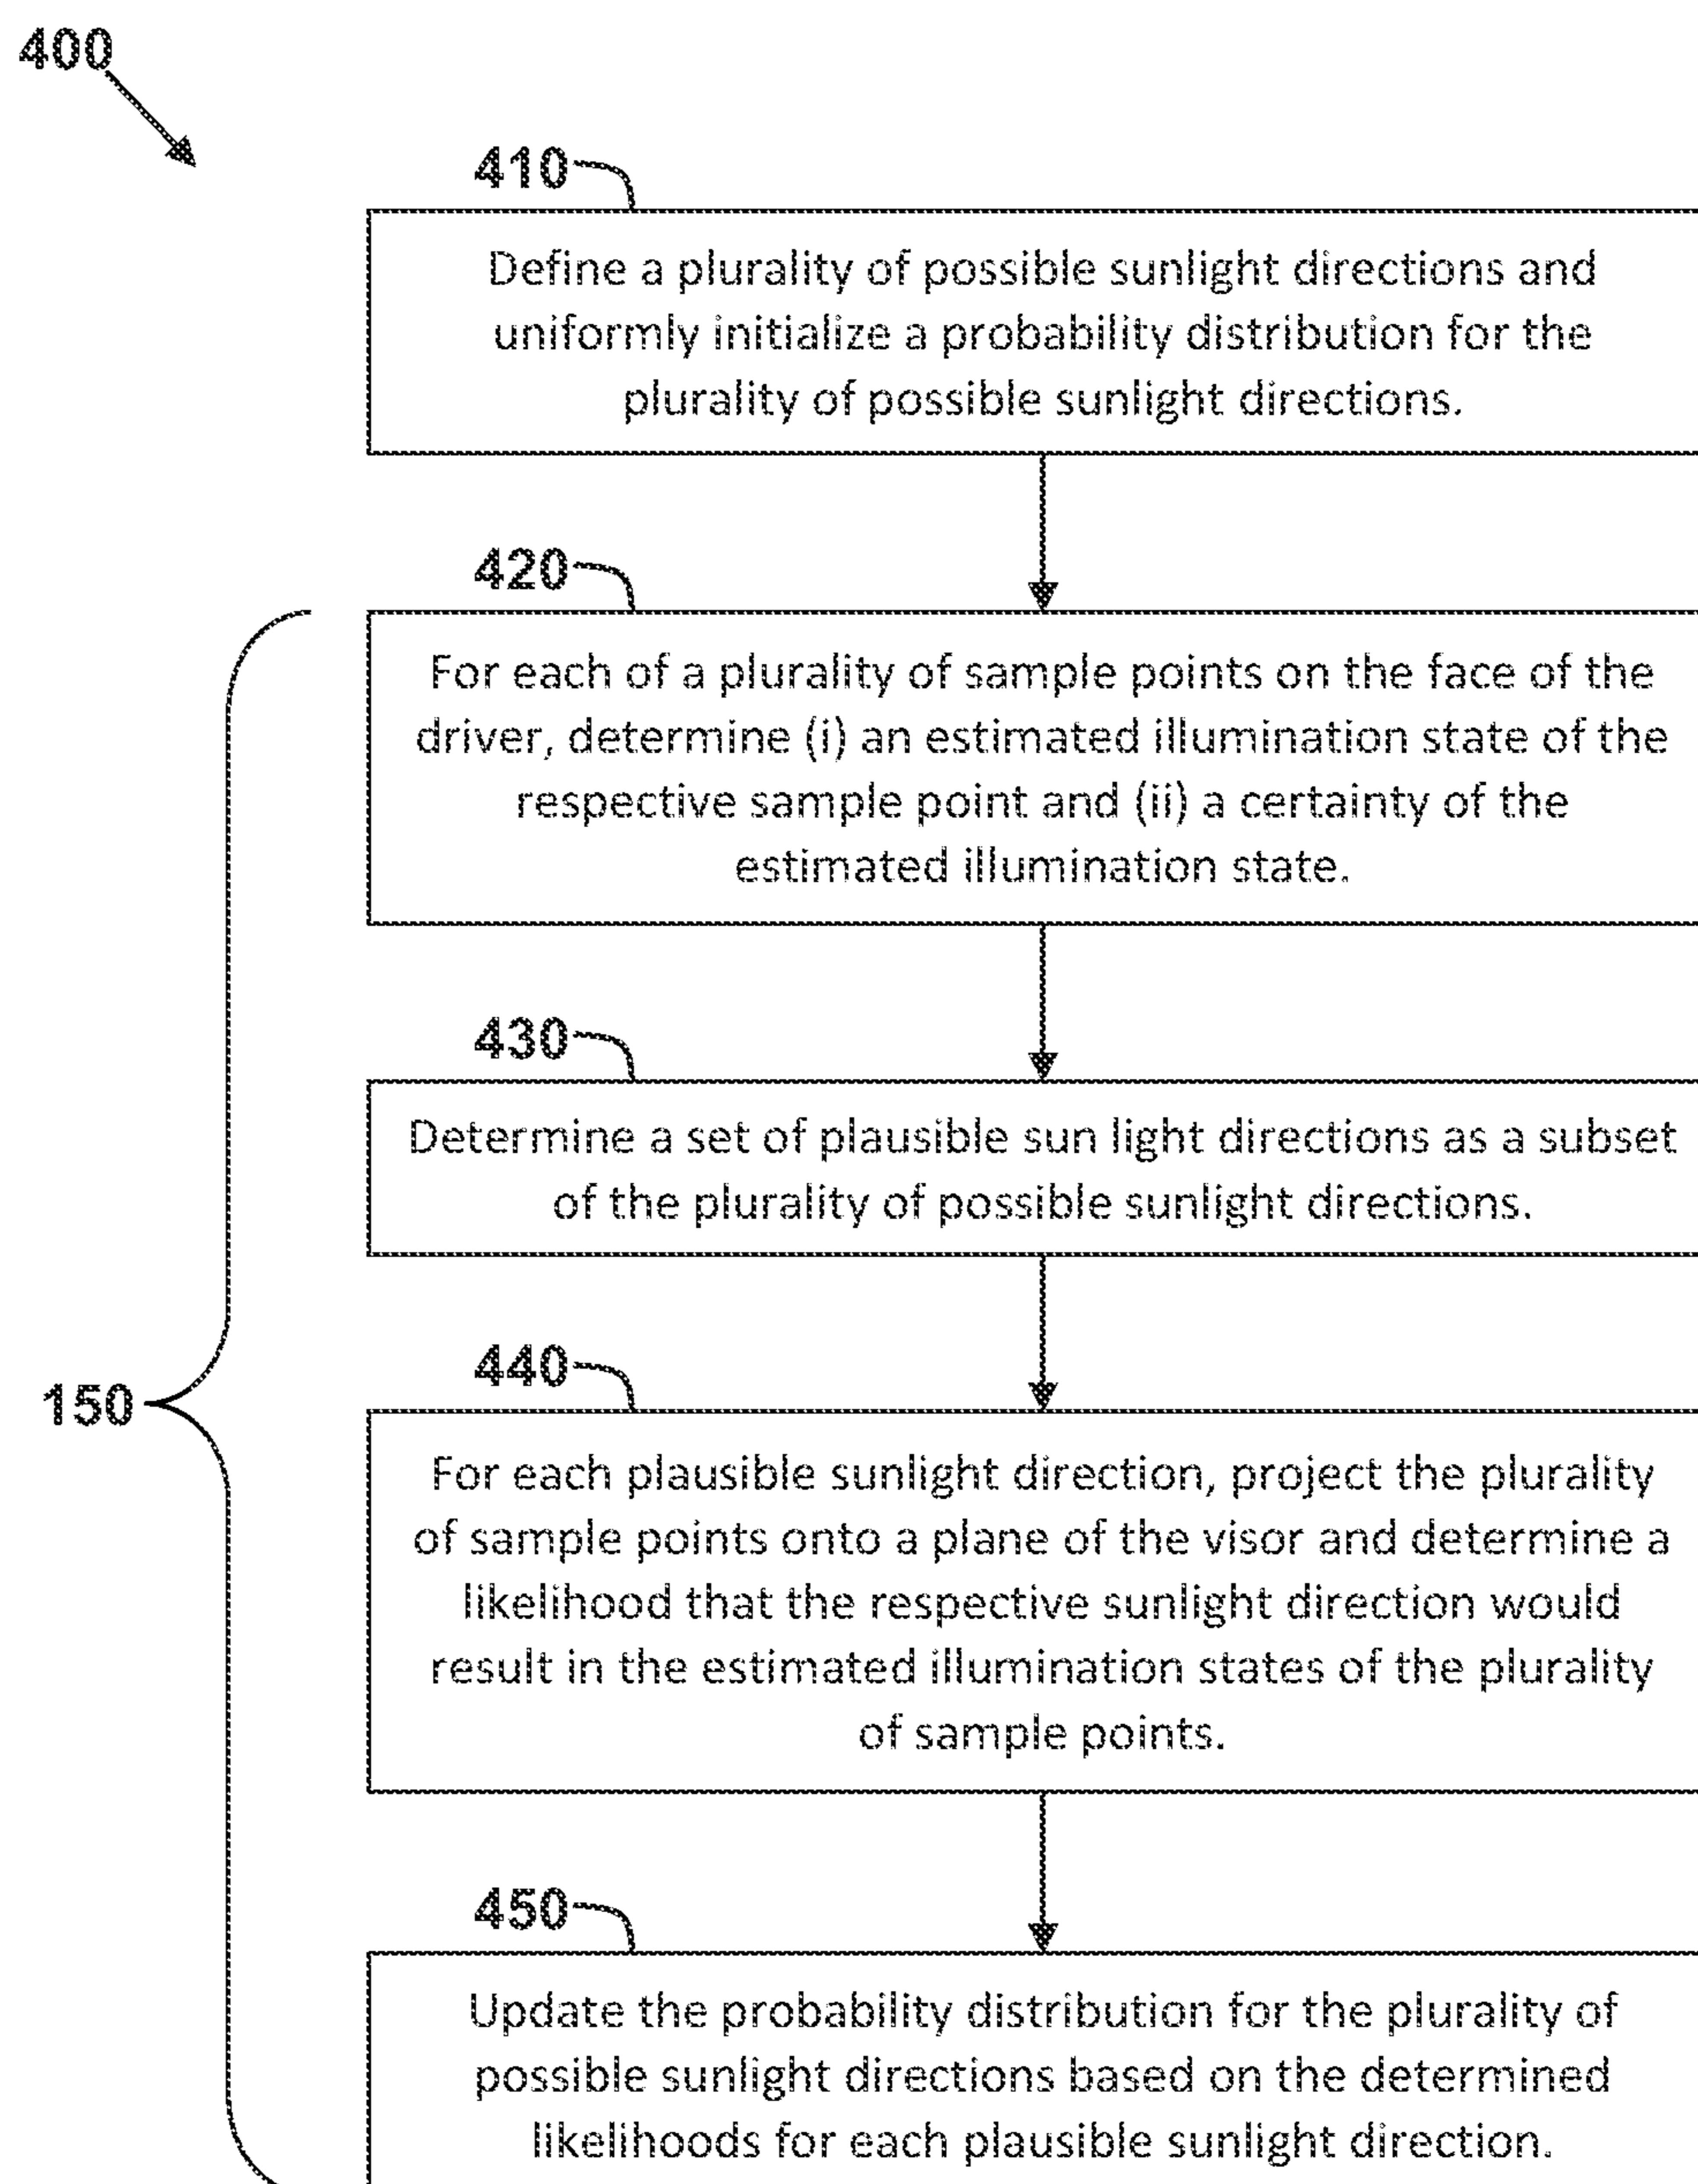 400
410
Define a plurality of possible sunlight directions and
uniformly initialize a probability distribution for the
plurality of possible sunlight directions.
420
For each of a plurality of sample points on the face of the
driver, determine (i) an estimated illumination state of the
respective sample point and (ii) a certainty of the
estimated illumination state.
430
Determine a set of plausible sun light directions as a subset
of the plurality of possible sunlight directions.
440
150
For each plausible sunlight direction, project the plurality
of sample points onto a plane of the visor and determine a
likelihood that the respective sunlight direction would
result in the estimated illumination states of the plurality
of sample points.
450
Update the probability distribution for the plurality of
possible sunlight directions based on the determined
likelihoods for each plausible sunlight direction.